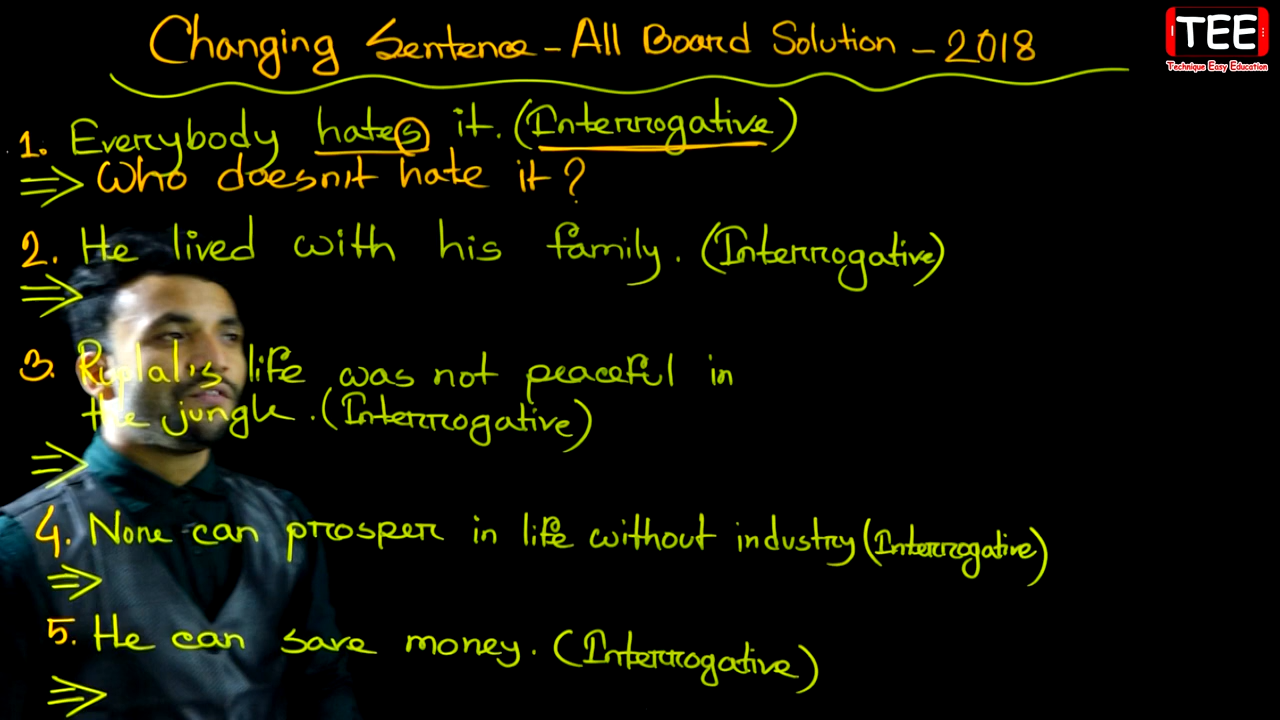 Changing Sentence - All Board Solution - 2018
TEE
Technique Easy Education
1. Everybody hates it. (Interrogative)
⇒ Who doesn't hate it?
2. He lived with his family. (Interrogative)
⇒
3. Ruplal's life was not peaceful in
the jungle. (Interrogative)
⇒
4. None can prosper in life without industry (Interrogative)
⇒
5. He can save money. (Interrogative)
⇒